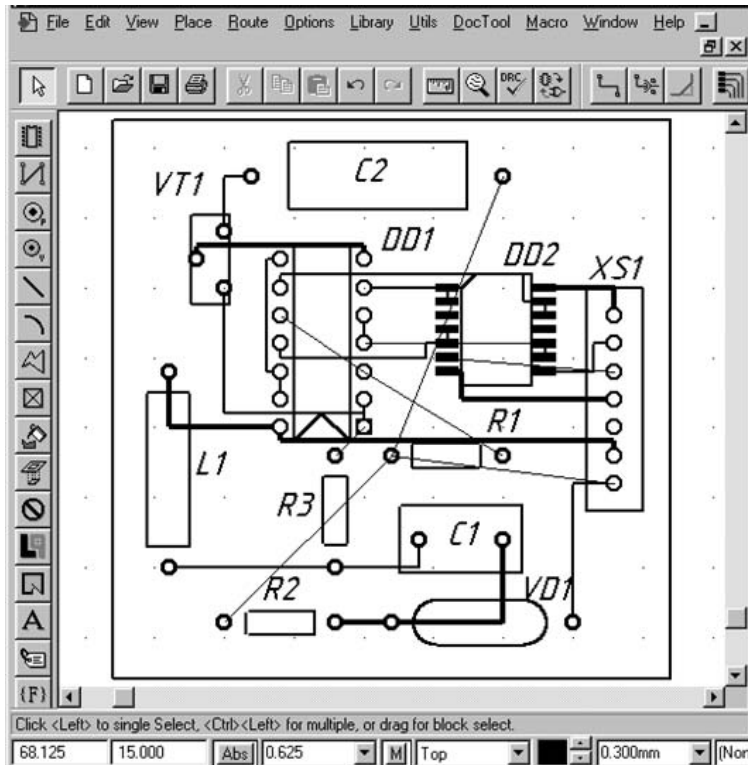 File Edit View Place Route Options Library Utils DocTool Macro Window Help
DRC
C2
VT1
DD1
DD2
XS1
R1
L1
R3
C1
R2
VD1
A
{F}
Click <Left> to single Select, <Ctrl><Left> for multiple, or drag for block select.
68.125 15.000 Abs 0.625 M Top 0.300mm (Non